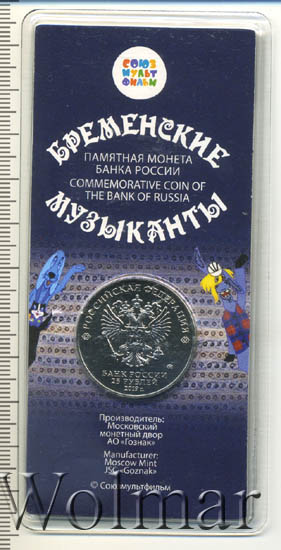 СОЮЗ
МУЛЬТ
ФИЛЬМ
БРЕМЕНСКИЕ
ПАМЯТНАЯ МОНЕТА
БАНКА РОССИИ
COMMEMORATIVE COIN OF
THE BANK OF RUSSIA
МУЗЫКАНТЫ
РОССИЙСКАЯ ФЕДЕРАЦИЯ
БАНК РОССИИ
25 РУБЛЕЙ
2019 г.
Производитель:
Московский
монетный двор
АО «Гознак»
Manufacturer:
Moscow Mint
JSC «Goznak»
© Союзмультфильм
Wolmar